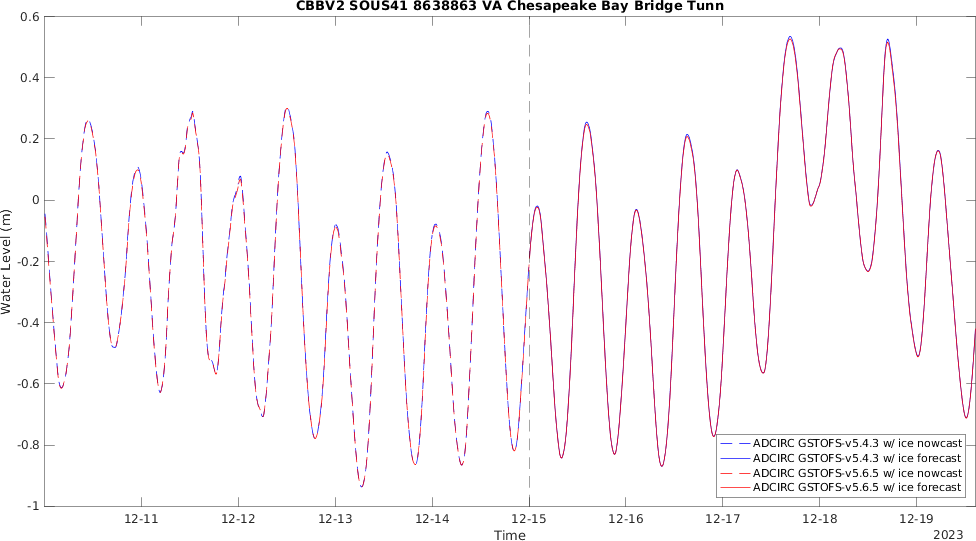 CBBV2 SOUS41 8638863 VA Chesapeake Bay Bridge Tunn
0.6
0.4
0.2
0
-0.2
-0.4
-0.6
-0.8
-1
Water Level (m)
12-11 12-12 12-13 12-14 12-15 12-16 12-17 12-18 12-19
Time
2023
ADCIRC GSTOFS-v5.4.3 w/ ice nowcast
ADCIRC GSTOFS-v5.4.3 w/ ice forecast
ADCIRC GSTOFS-v5.6.5 w/ ice nowcast
ADCIRC GSTOFS-v5.6.5 w/ ice forecast